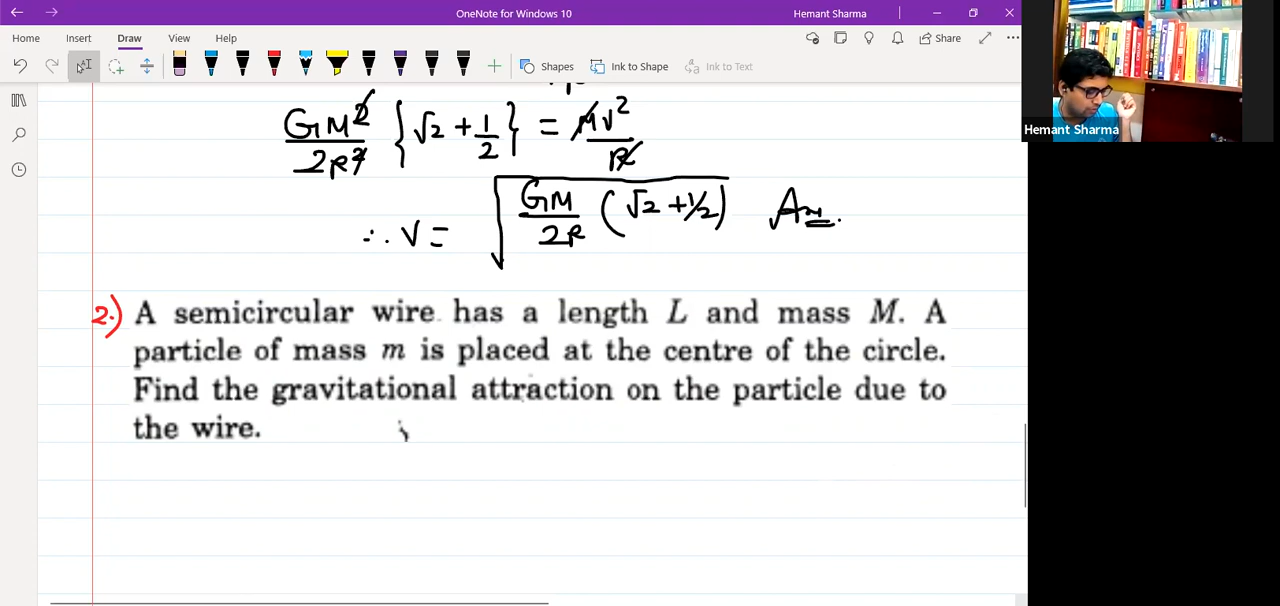 OneNote for Windows 10
Hemant Sharma
Home Insert Draw View Help
Share
Shapes Ink to Shape Ink to Text
Hemant Sharma
GM² / 2R² {√2 + 1/2} = MV² / R
∴ V = √(GM / 2R (√2 + 1/2)) Ans.
2.) A semicircular wire has a length L and mass M. A
particle of mass m is placed at the centre of the circle.
Find the gravitational attraction on the particle due to
the wire.